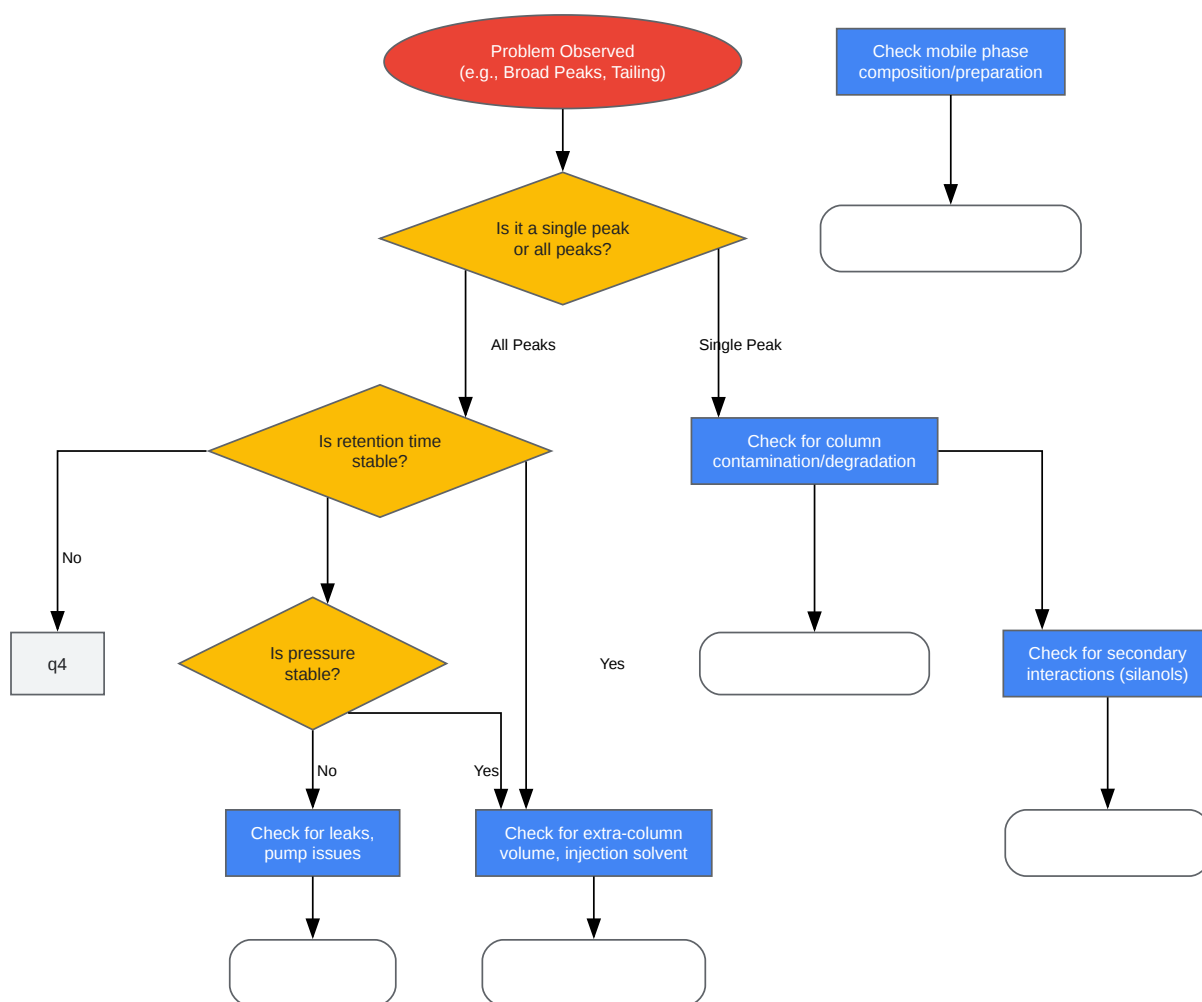 Problem Observed
(e.g., Broad Peaks, Tailing)
Check mobile phase
composition/preparation
Is it a single peak
or all peaks?
All Peaks
Single Peak
Is retention time
stable?
Check for column
contamination/degradation
No
q4
Is pressure
stable?
Yes
Check for secondary
interactions (silanols)
No
Yes
Check for leaks,
pump issues
Check for extra-column
volume, injection solvent